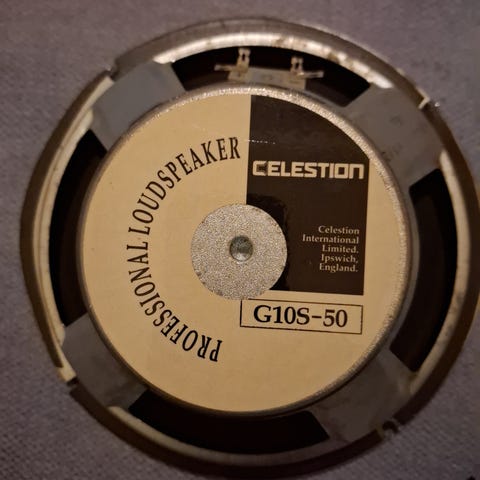 PROFESSIONAL LOUDSPEAKER
CELESTION
Celestion
International
Limited.
Ipswich,
England.
G10S-50